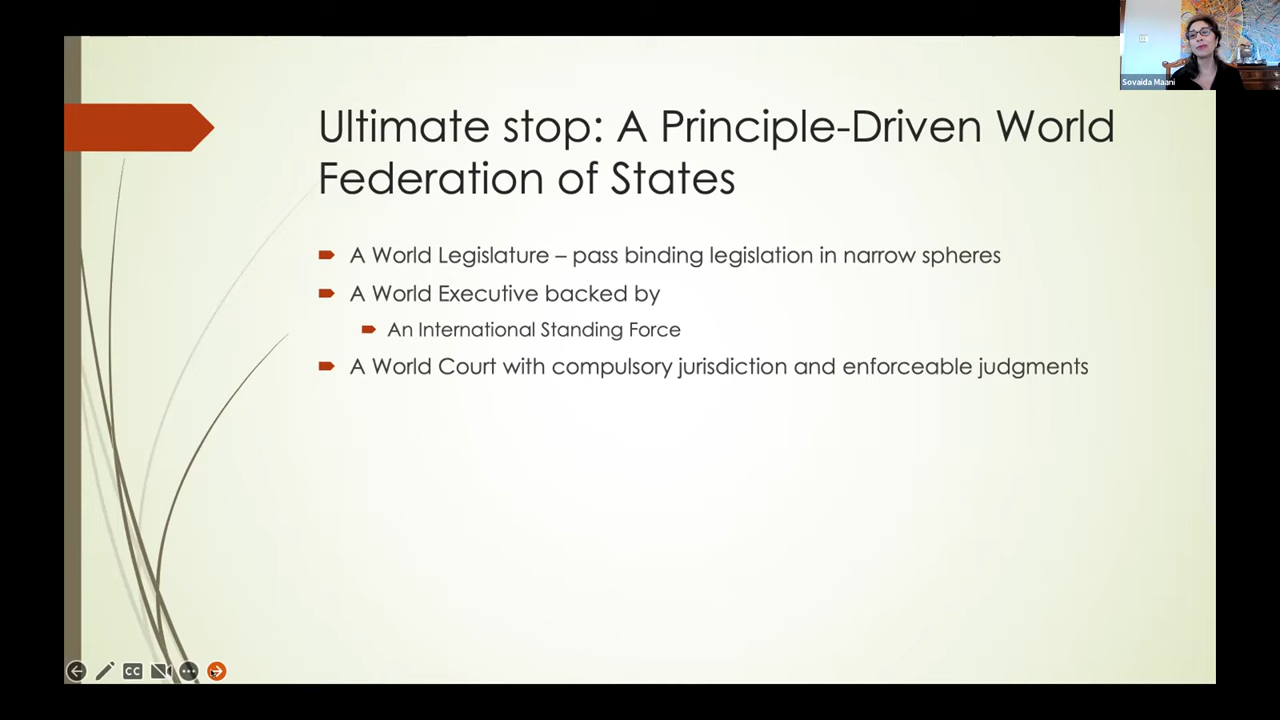 Sovaida Maani
Ultimate stop: A Principle-Driven World
Federation of States
A World Legislature – pass binding legislation in narrow spheres
A World Executive backed by
An International Standing Force
A World Court with compulsory jurisdiction and enforceable judgments
CC